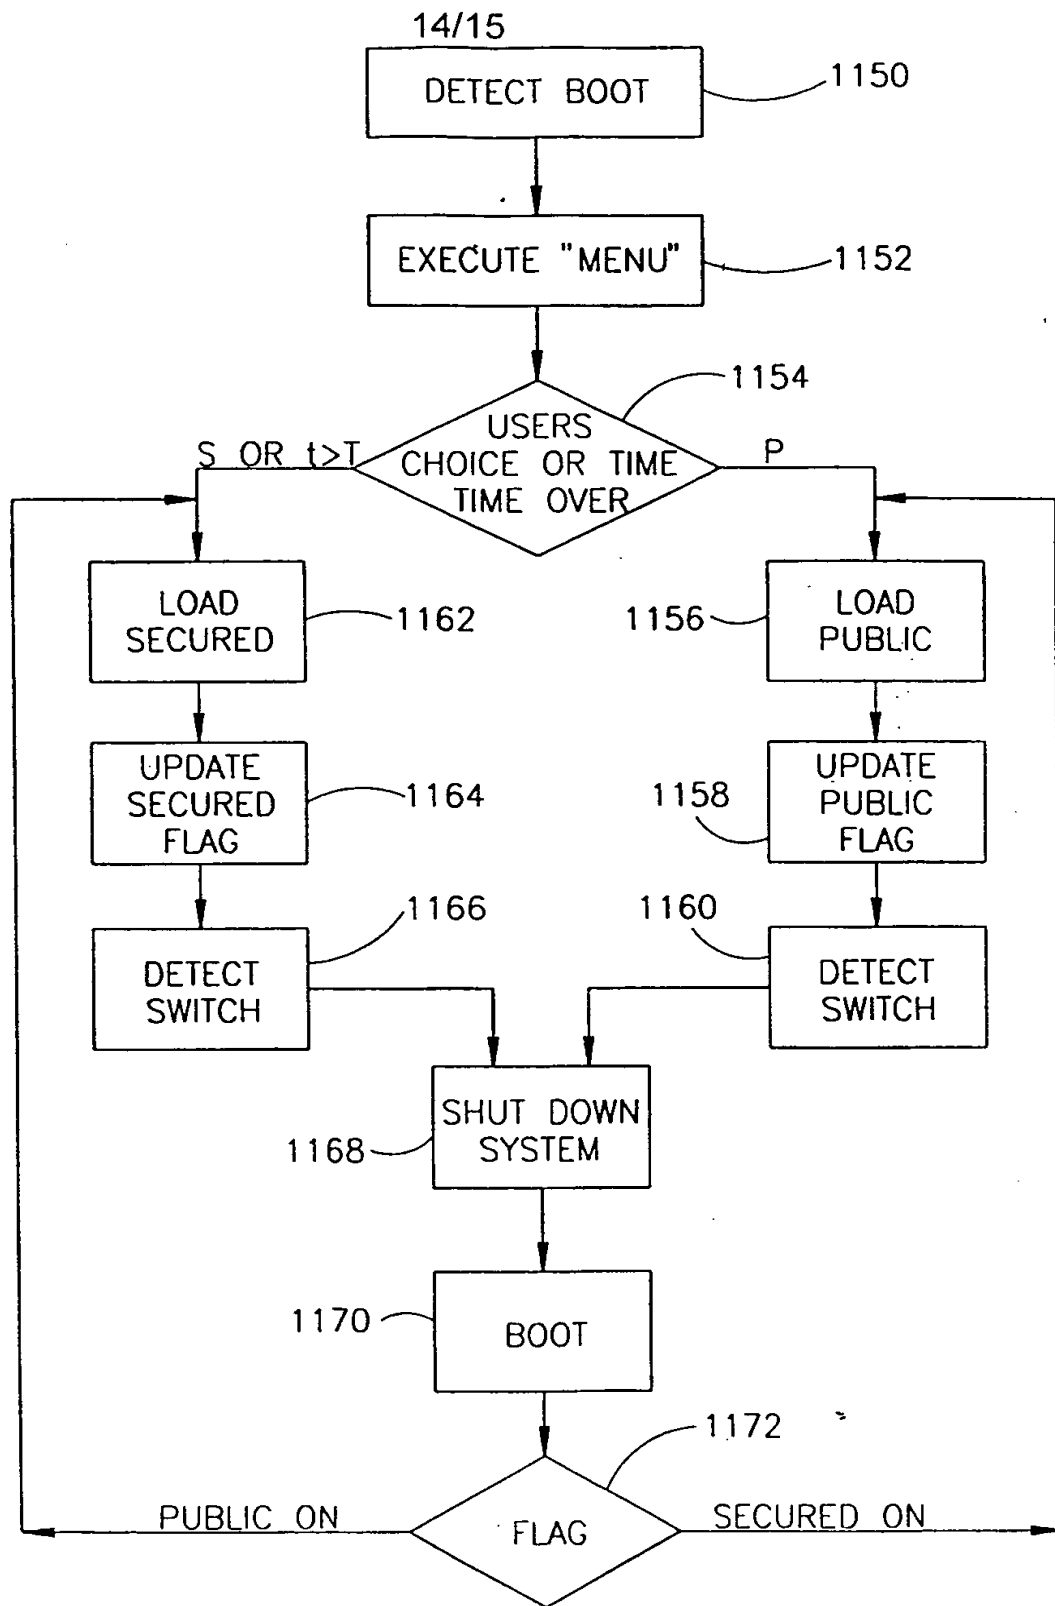 14/15
DETECT BOOT
1150
EXECUTE "MENU"
1152
1154
USERS
CHOICE OR TIME
TIME OVER
S OR t>T
P
LOAD
SECURED
1162
1156
LOAD
PUBLIC
UPDATE
SECURED
FLAG
1164
1158
UPDATE
PUBLIC
FLAG
1166
1160
DETECT
SWITCH
DETECT
SWITCH
SHUT DOWN
SYSTEM
1168
1170
BOOT
1172
PUBLIC ON
FLAG
SECURED ON